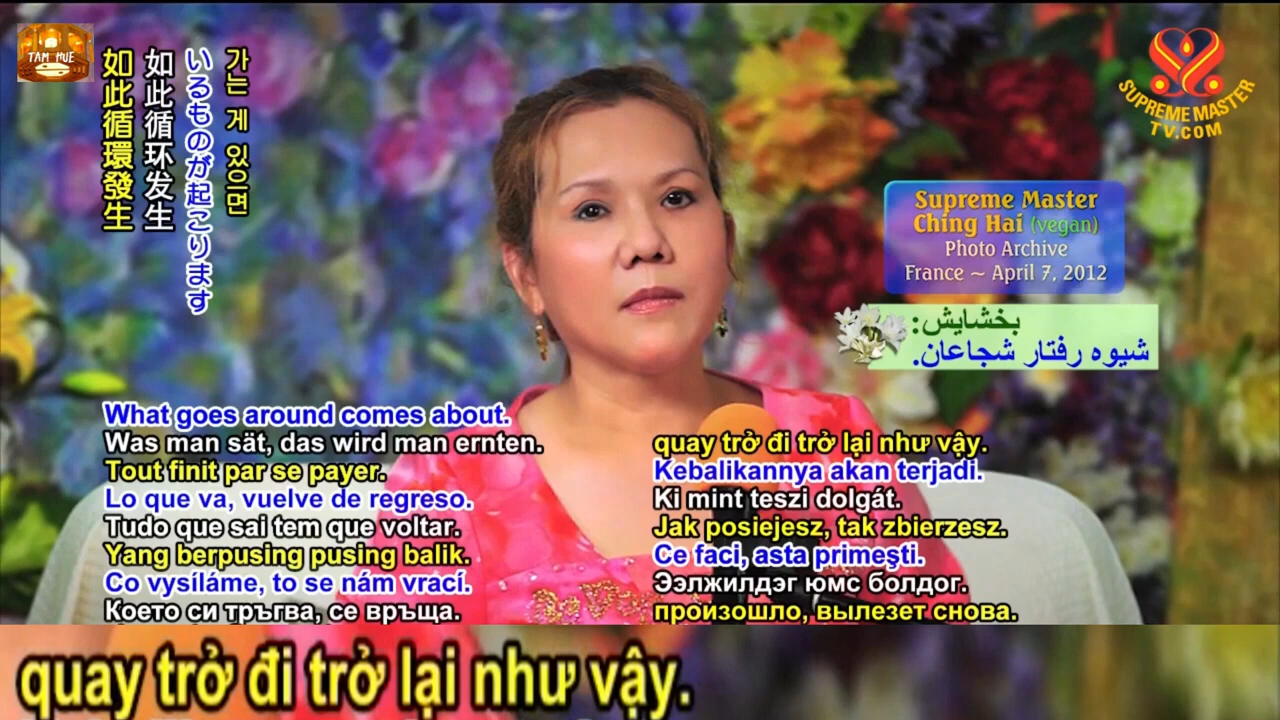 TAM HUE
가는 게 있으면
いるものが起こります
如此循环发生
如此循環發生
SUPREME MASTER
TV.COM
Supreme Master
Ching Hai (vegan)
Photo Archive
France ~ April 7, 2012
بخشایش:
شیوه رفتار شجاعان.
What goes around comes about.
Was man sät, das wird man ernten.
Tout finit par se payer.
Lo que va, vuelve de regreso.
Tudo que sai tem que voltar.
Yang berpusing pusing balik.
Co vysíláme, to se nám vrací.
Което си тръгва, се връща.
quay trở đi trở lại như vậy.
Kebalikannya akan terjadi.
Ki mint teszi dolgát.
Jak posiejesz, tak zbierzesz.
Ce faci, asta primeşti.
Ээлжилдэг юмс болдог.
произошло, вылезет снова.
quay trở đi trở lại như vậy.